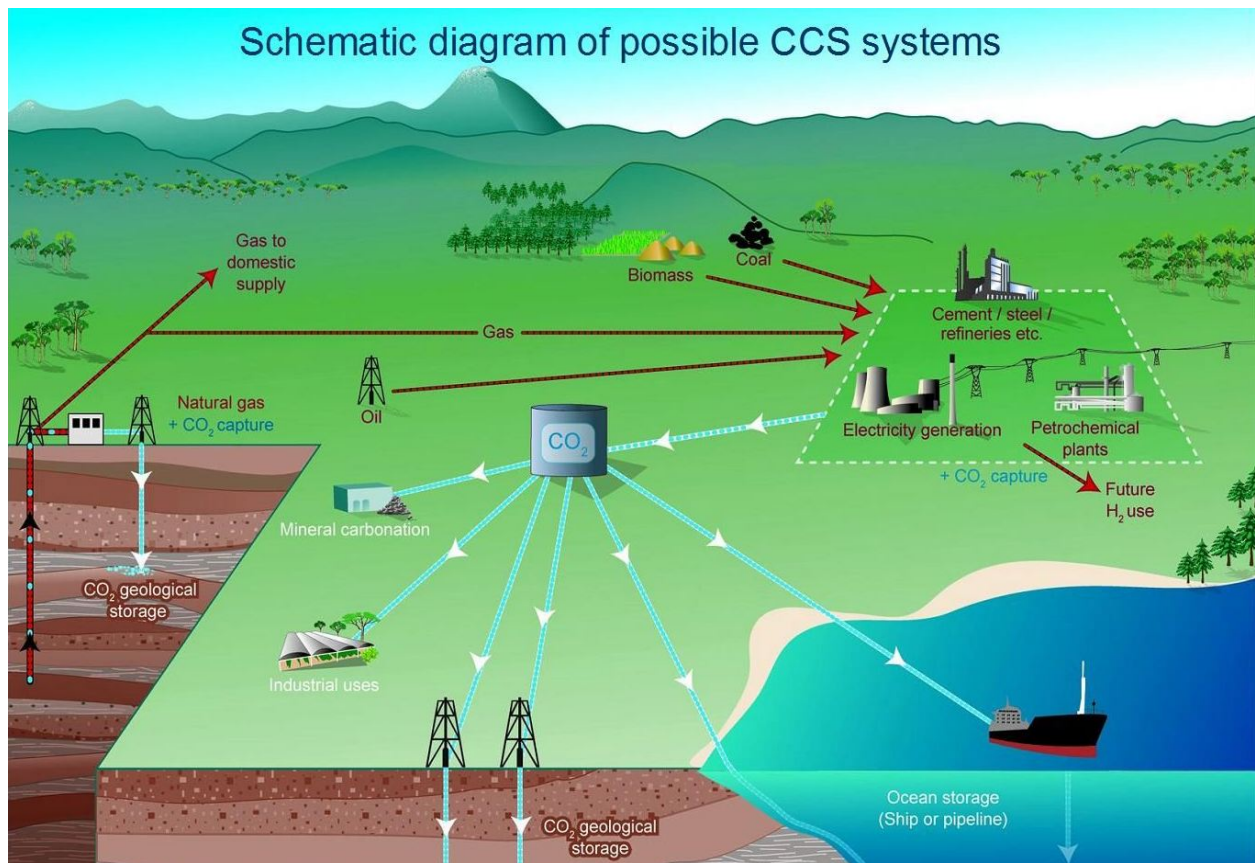 Schematic diagram of possible CCS systems
Gas to
domestic
supply
Biomass
Coal
Cement / steel /
refineries etc.
Gas
Oil
Natural gas
+ CO₂ capture
CO₂
Electricity generation
Petrochemical
plants
+ CO₂ capture
Future
H₂ use
Mineral carbonation
CO₂ geological
storage
Industrial uses
Ocean storage
(Ship or pipeline)
CO₂ geological
storage